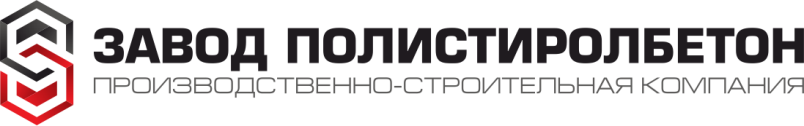 ЗАВОД ПОЛИСТИРОЛБЕТОН
ПРОИЗВОДСТВЕННО-СТРОИТЕЛЬНАЯ КОМПАНИЯ